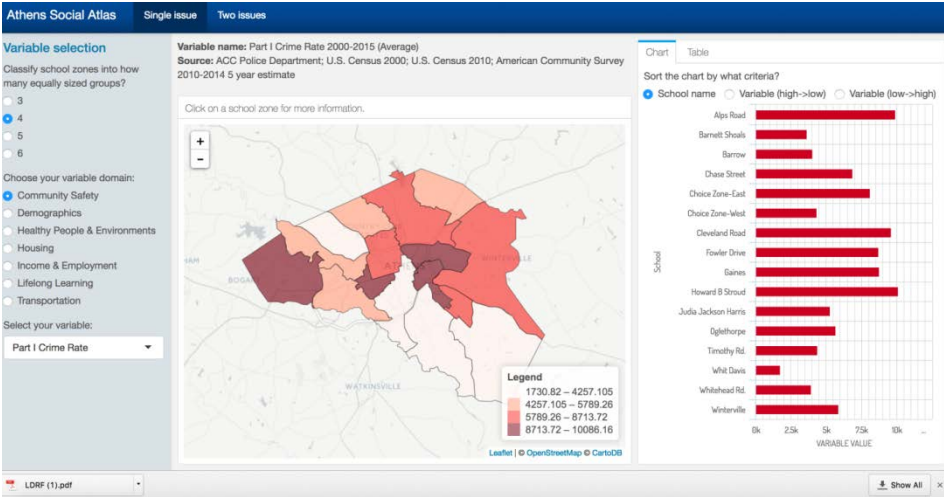 Athens Social Atlas Single issue Two issues
Variable selection
Classify school zones into how
many equally sized groups?
3
4
5
6
Choose your variable domain:
Community Safety
Demographics
Healthy People & Environments
Housing
Income & Employment
Lifelong Learning
Transportation
Select your variable:
Part I Crime Rate
Variable name: Part I Crime Rate 2000-2015 (Average)
Source: ACC Police Department; U.S. Census 2000; U.S. Census 2010; American Community Survey
2010-2014 5 year estimate
Click on a school zone for more information.
+
−
WATKINSVILLE
Legend
1730.82 – 4257.105
4257.105 – 5789.26
5789.26 – 8713.72
8713.72 – 10086.16
Leaflet | © OpenStreetMap © CartoDB
Chart Table
Sort the chart by what criteria?
School name Variable (high->low) Variable (low->high)
School
Alps Road
Barnett Shoals
Barrow
Chase Street
Choice Zone-East
Choice Zone-West
Cleveland Road
Fowler Drive
Gaines
Howard B Stroud
Judia Jackson Harris
Oglethorpe
Timothy Rd.
Whit Davis
Whitehead Rd.
Winterville
0k 2.5k 5k 7.5k 10k ...
VARIABLE VALUE
LDRF (1).pdf
Show All